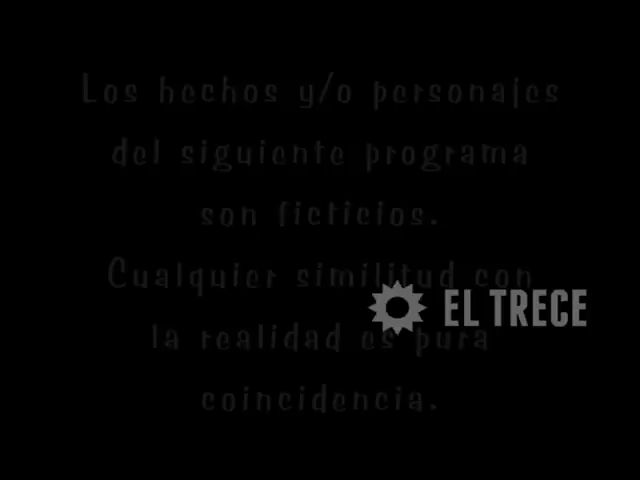 Los hechos y/o personajes
del siguiente programa
son ficticios.
Cualquier similitud con
EL TRECE
la realidad es pura
coincidencia.